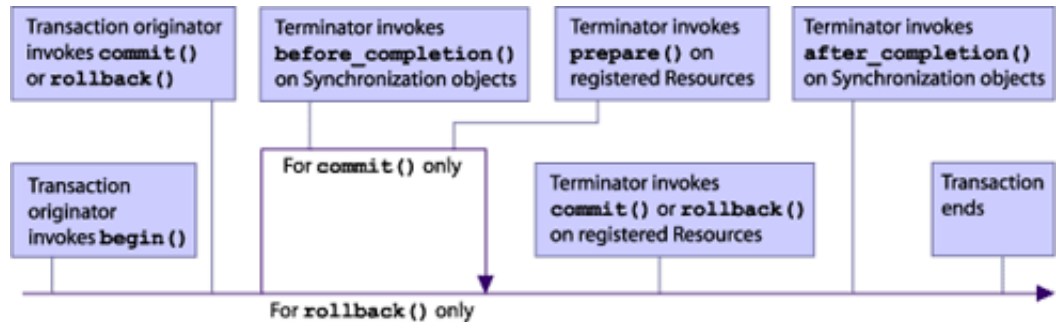 Transaction originator
invokes commit()
or rollback()
Terminator invokes
before_completion()
on Synchronization objects
Terminator invokes
prepare() on
registered Resources
Terminator invokes
after_completion()
on Synchronization objects
For commit() only
Transaction
originator
invokes begin()
Terminator invokes
commit() or rollback()
on registered Resources
Transaction
ends
For rollback() only